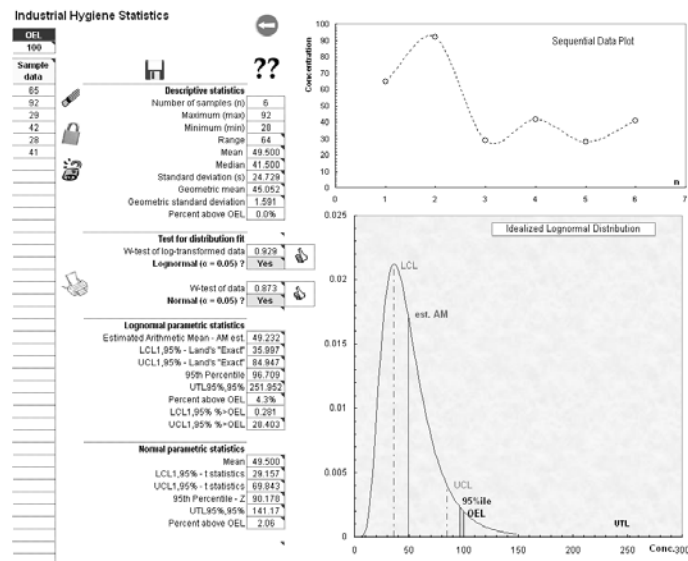 Industrial Hygiene Statistics
OEL
100
Sample
data
65
92
29
42
28
41
??
Descriptive statistics
Number of samples (n) 6
Maximum (max) 92
Minimum (min) 28
Range 64
Mean 49.500
Median 41.500
Standard deviation (s) 24.729
Geometric mean 45.052
Geometric standard deviation 1.591
Percent above OEL 0.0%
Test for distribution fit
W-test of log-transformed data 0.929
Lognormal (α = 0.05) ? Yes
W-test of data 0.873
Normal (α = 0.05) ? Yes
Lognormal parametric statistics
Estimated Arithmetic Mean - AM est. 49.232
LCL1,95% - Land's "Exact" 35.997
UCL1,95% - Land's "Exact" 84.947
95th Percentile 96.709
UTL95%,95% 251.952
Percent above OEL 4.3%
LCL1,95% %>OEL 0.281
UCL1,95% %>OEL 28.403
Normal parametric statistics
Mean 49.500
LCL1,95% - t statistics 29.157
UCL1,95% - t statistics 69.843
95th Percentile - Z 90.178
UTL95%,95% 141.17
Percent above OEL 2.06
Sequential Data Plot
Concentration
100
90
80
70
60
50
40
30
20
10
0
n
0 1 2 3 4 5 6 7
Idealized Lognormal Distribution
0.025
0.02
0.015
0.01
0.005
0
LCL
est. AM
UCL
95%ile
OEL
UTL
0 50 100 150 200 250 300
Conc.